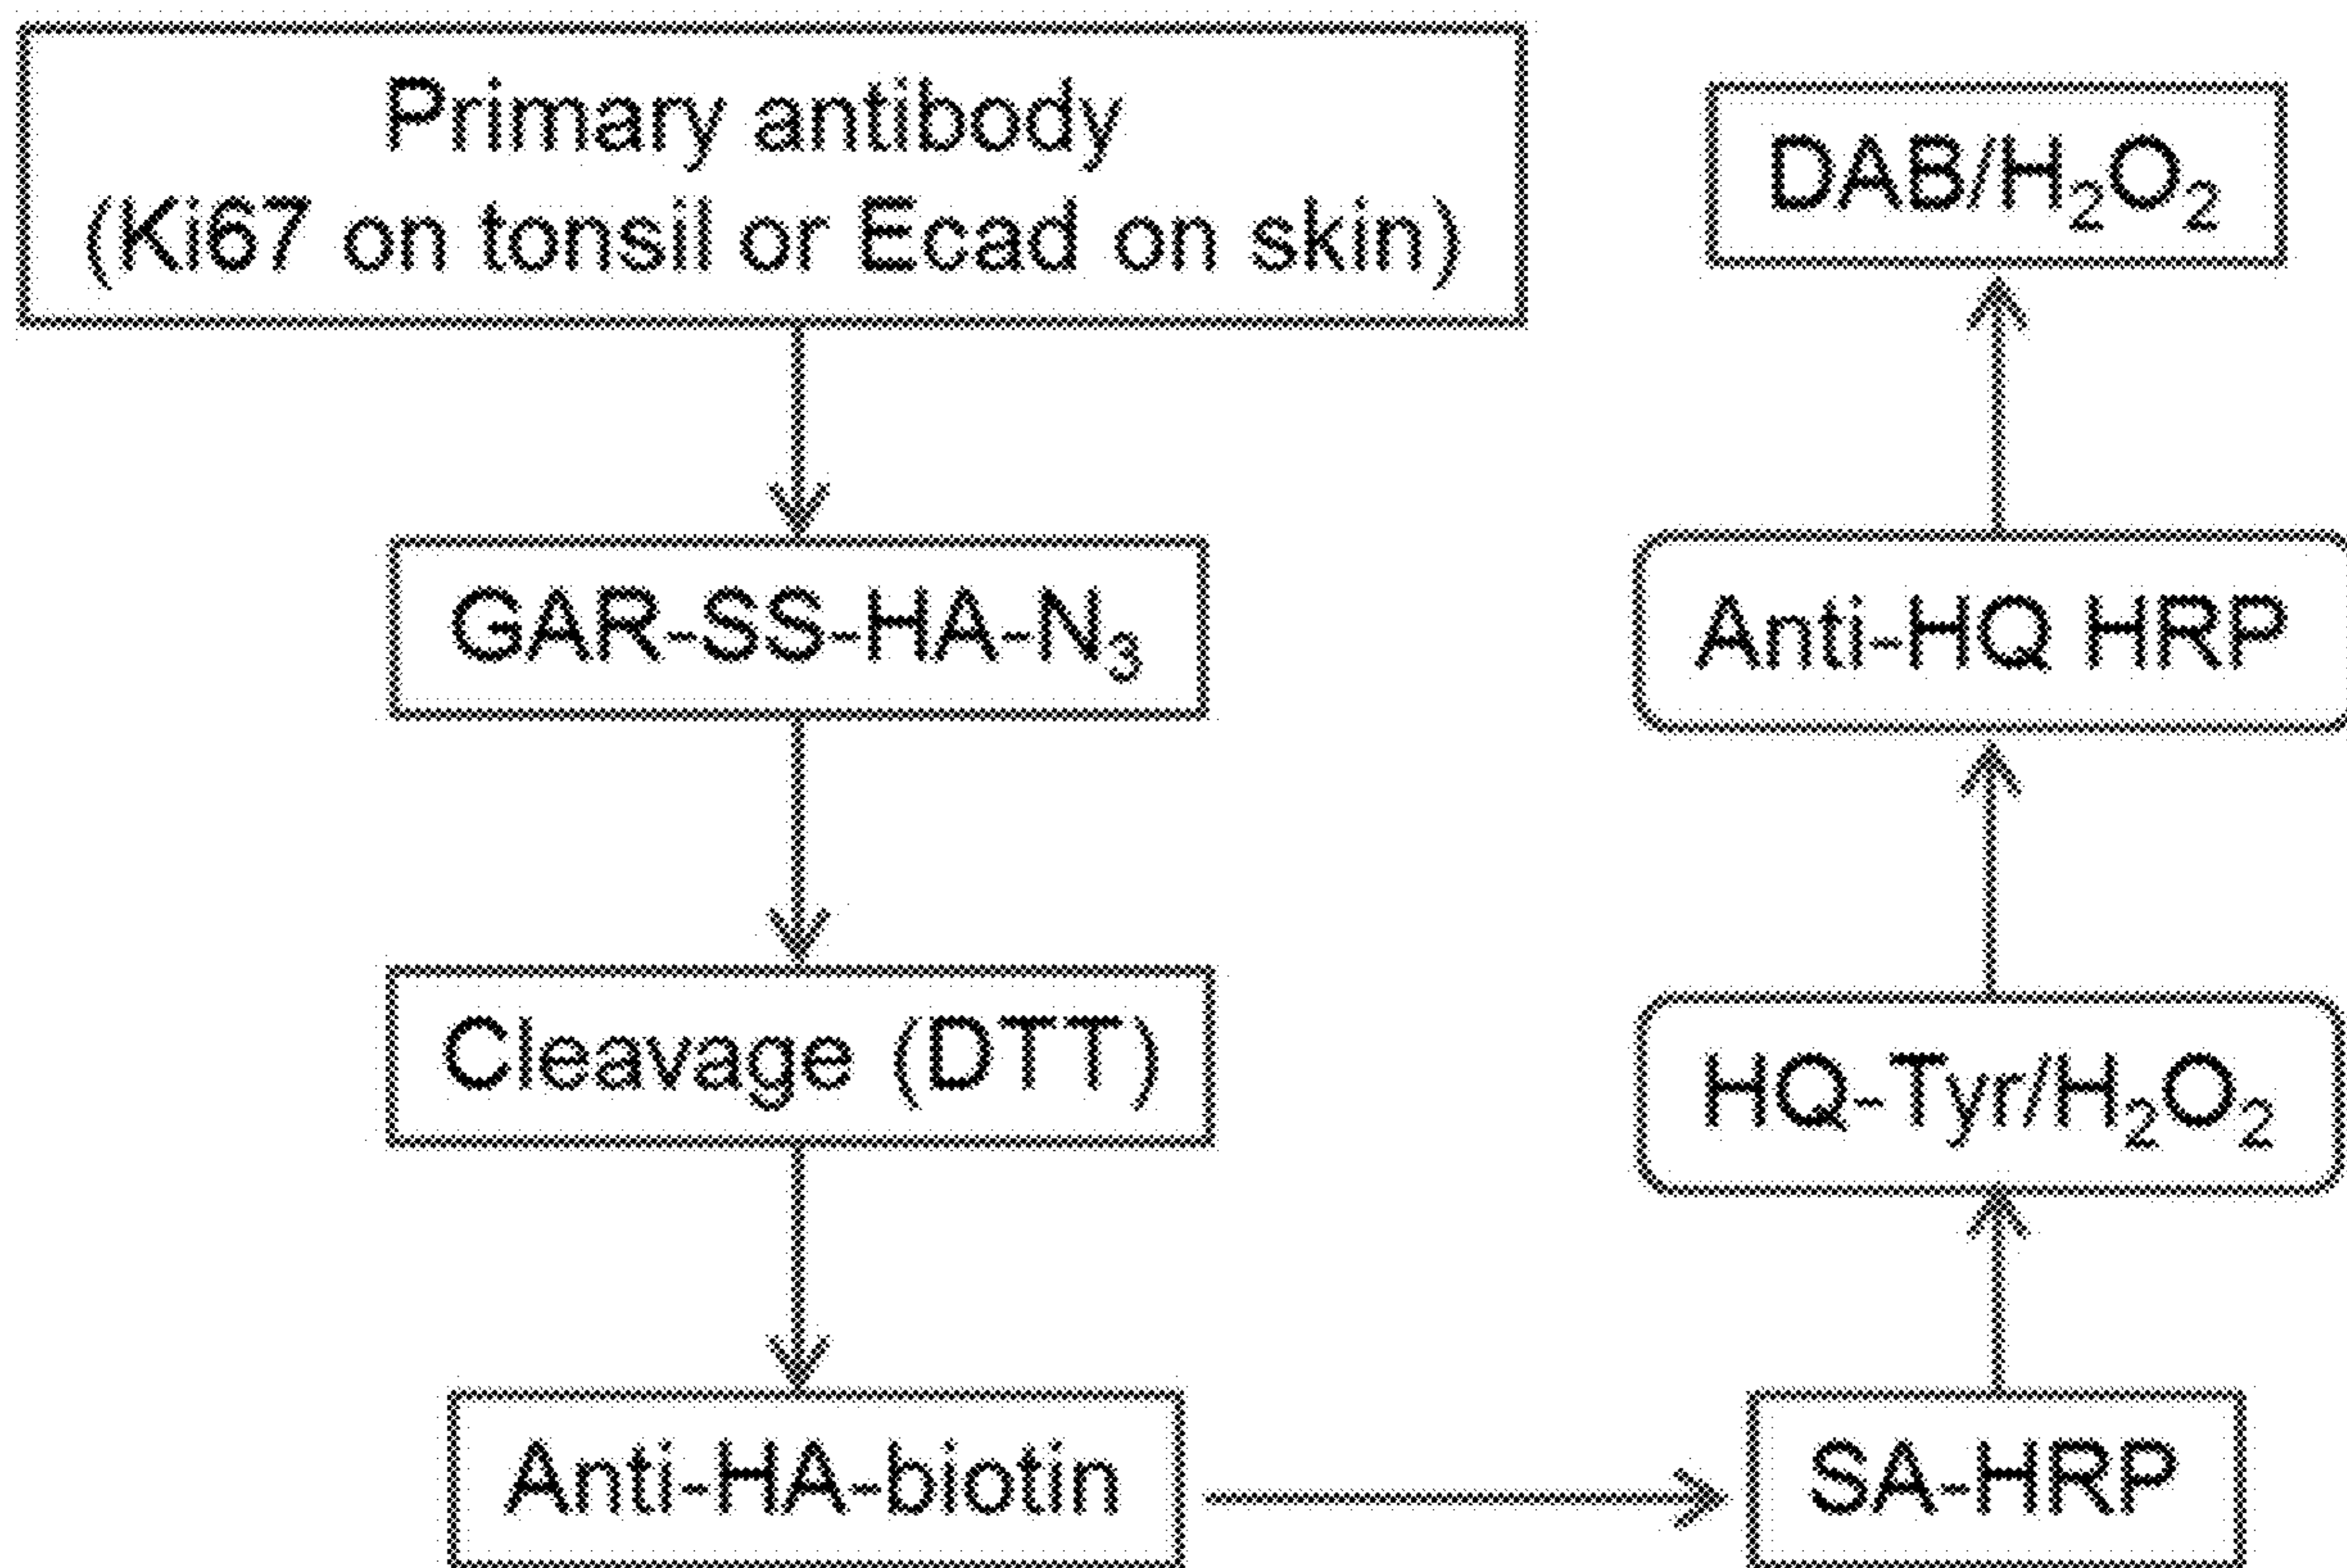 Primary antibody
(Ki67 on tonsil or Ecad on skin)
GAR-SS-HA-N₃
Cleavage (DTT)
Anti-HA-biotin
SA-HRP
HQ-Tyr/H₂O₂
Anti-HQ HRP
DAB/H₂O₂